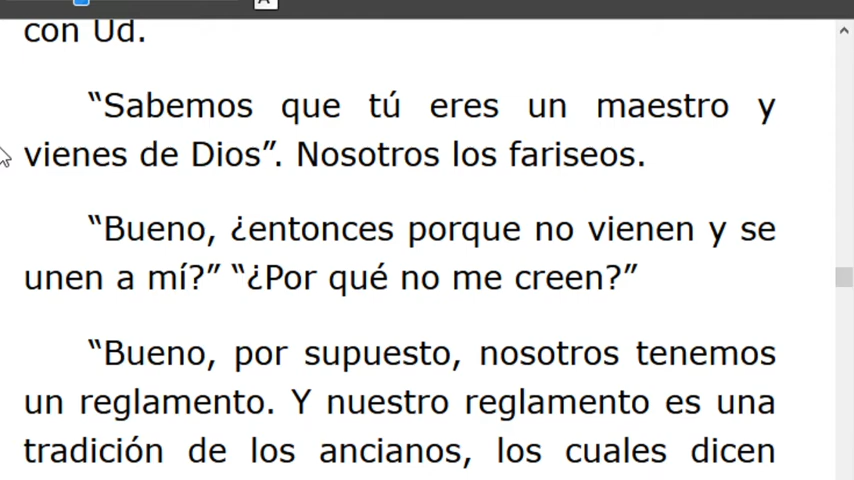 con Ud.
“Sabemos que tú eres un maestro y
vienes de Dios”. Nosotros los fariseos.
“Bueno, ¿entonces porque no vienen y se
unen a mí?” “¿Por qué no me creen?”
“Bueno, por supuesto, nosotros tenemos
un reglamento. Y nuestro reglamento es una
tradición de los ancianos, los cuales dicen